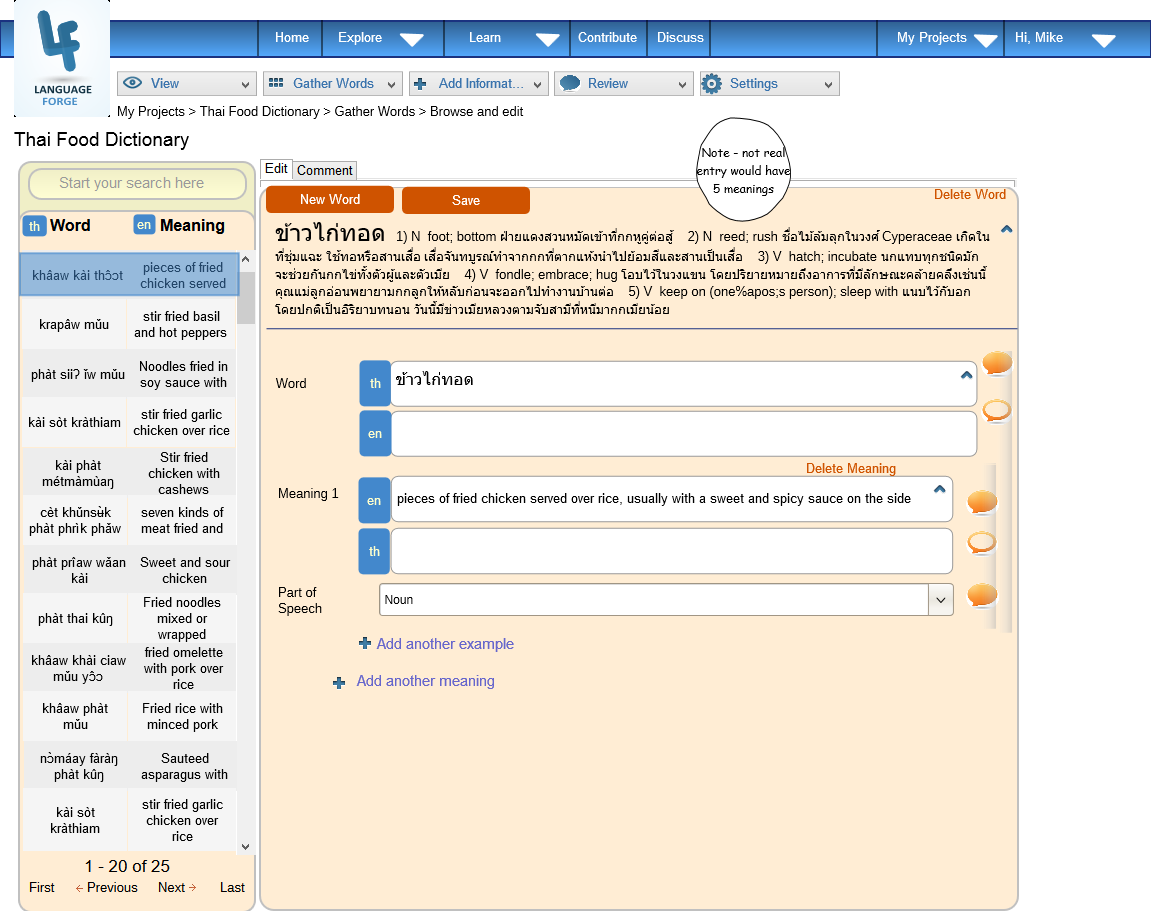 Home
Explore
Learn
Contribute
Discuss
My Projects
Hi, Mike
LANGUAGE
FORGE
View
Gather Words
Add Informat...
Review
Settings
My Projects > Thai Food Dictionary > Gather Words > Browse and edit
Thai Food Dictionary
Start your search here
th Word
en Meaning
khâaw kài thɔ̂ɔt
pieces of fried
chicken served
krapâw mǔu
stir fried basil
and hot peppers
phàt siiʔ ǐw mǔu
Noodles fried in
soy sauce with
kài sòt kràthiam
stir fried garlic
chicken over rice
kài phàt
métmàmùaŋ
Stir fried
chicken with
cashews
cèt khǔnsèk
phàt phrìk phǎw
seven kinds of
meat fried and
phàt prîaw wǎan
kài
Sweet and sour
chicken
phàt thai kûŋ
Fried noodles
mixed or
wrapped
khâaw khài ciaw
mǔu yɔ̂ɔ
fried omelette
with pork over
rice
khâaw phàt
mǔu
Fried rice with
minced pork
nɔ̀máay fàràŋ
phàt kûŋ
Sauteed
asparagus with
kài sòt
kràthiam
stir fried garlic
chicken over
rice
1 - 20 of 25
First
Previous
Next
Last
Edit
Comment
Note - not real
entry would have
5 meanings
New Word
Save
Delete Word
ข้าวไก่ทอด 1) N foot; bottom ฝ่ายแดงสวนหมัดเข้าที่กกหูคู่ต่อสู้ 2) N reed; rush ชื่อไม้ล้มลุกในวงศ์ Cyperaceae เกิดใน
ที่ชุ่มแฉะ ใช้ทอหรือสานเสื่อ เสื่อจันทบูรณ์ทำจากกกที่ตากแห้งนำไปย้อมสีและสานเป็นเสื่อ 3) V hatch; incubate นกแทบทุกชนิดมัก
จะช่วยกันกกไข่ทั้งตัวผู้และตัวเมีย 4) V fondle; embrace; hug โอบไว้ในวงแขน โดยปริยายหมายถึงอาการที่มีลักษณะคล้ายคลึงเช่นนี้
คุณแม่ลูกอ่อนพยายามกกลูกให้หลับก่อนจะออกไปทำงานบ้านต่อ 5) V keep on (one%apos;s person); sleep with แนบไว้กับอก
โดยปกติเป็นอิริยาบทนอน วันนี้มีข่าวเมียหลวงตามจับสามีที่หนีมากกเมียน้อย
Word
th
ข้าวไก่ทอด
en
Delete Meaning
Meaning 1
en
pieces of fried chicken served over rice, usually with a sweet and spicy sauce on the side
th
Part of
Speech
Noun
Add another example
Add another meaning